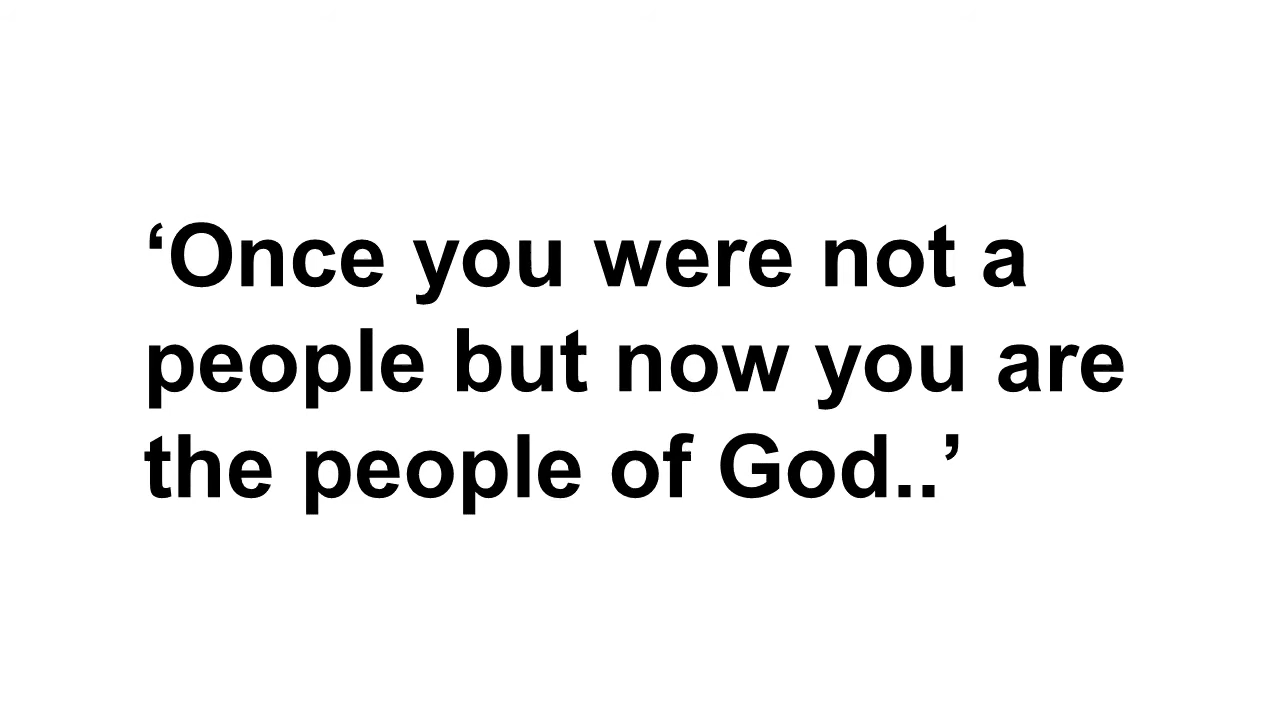 ‘Once you were not a
people but now you are
the people of God..’